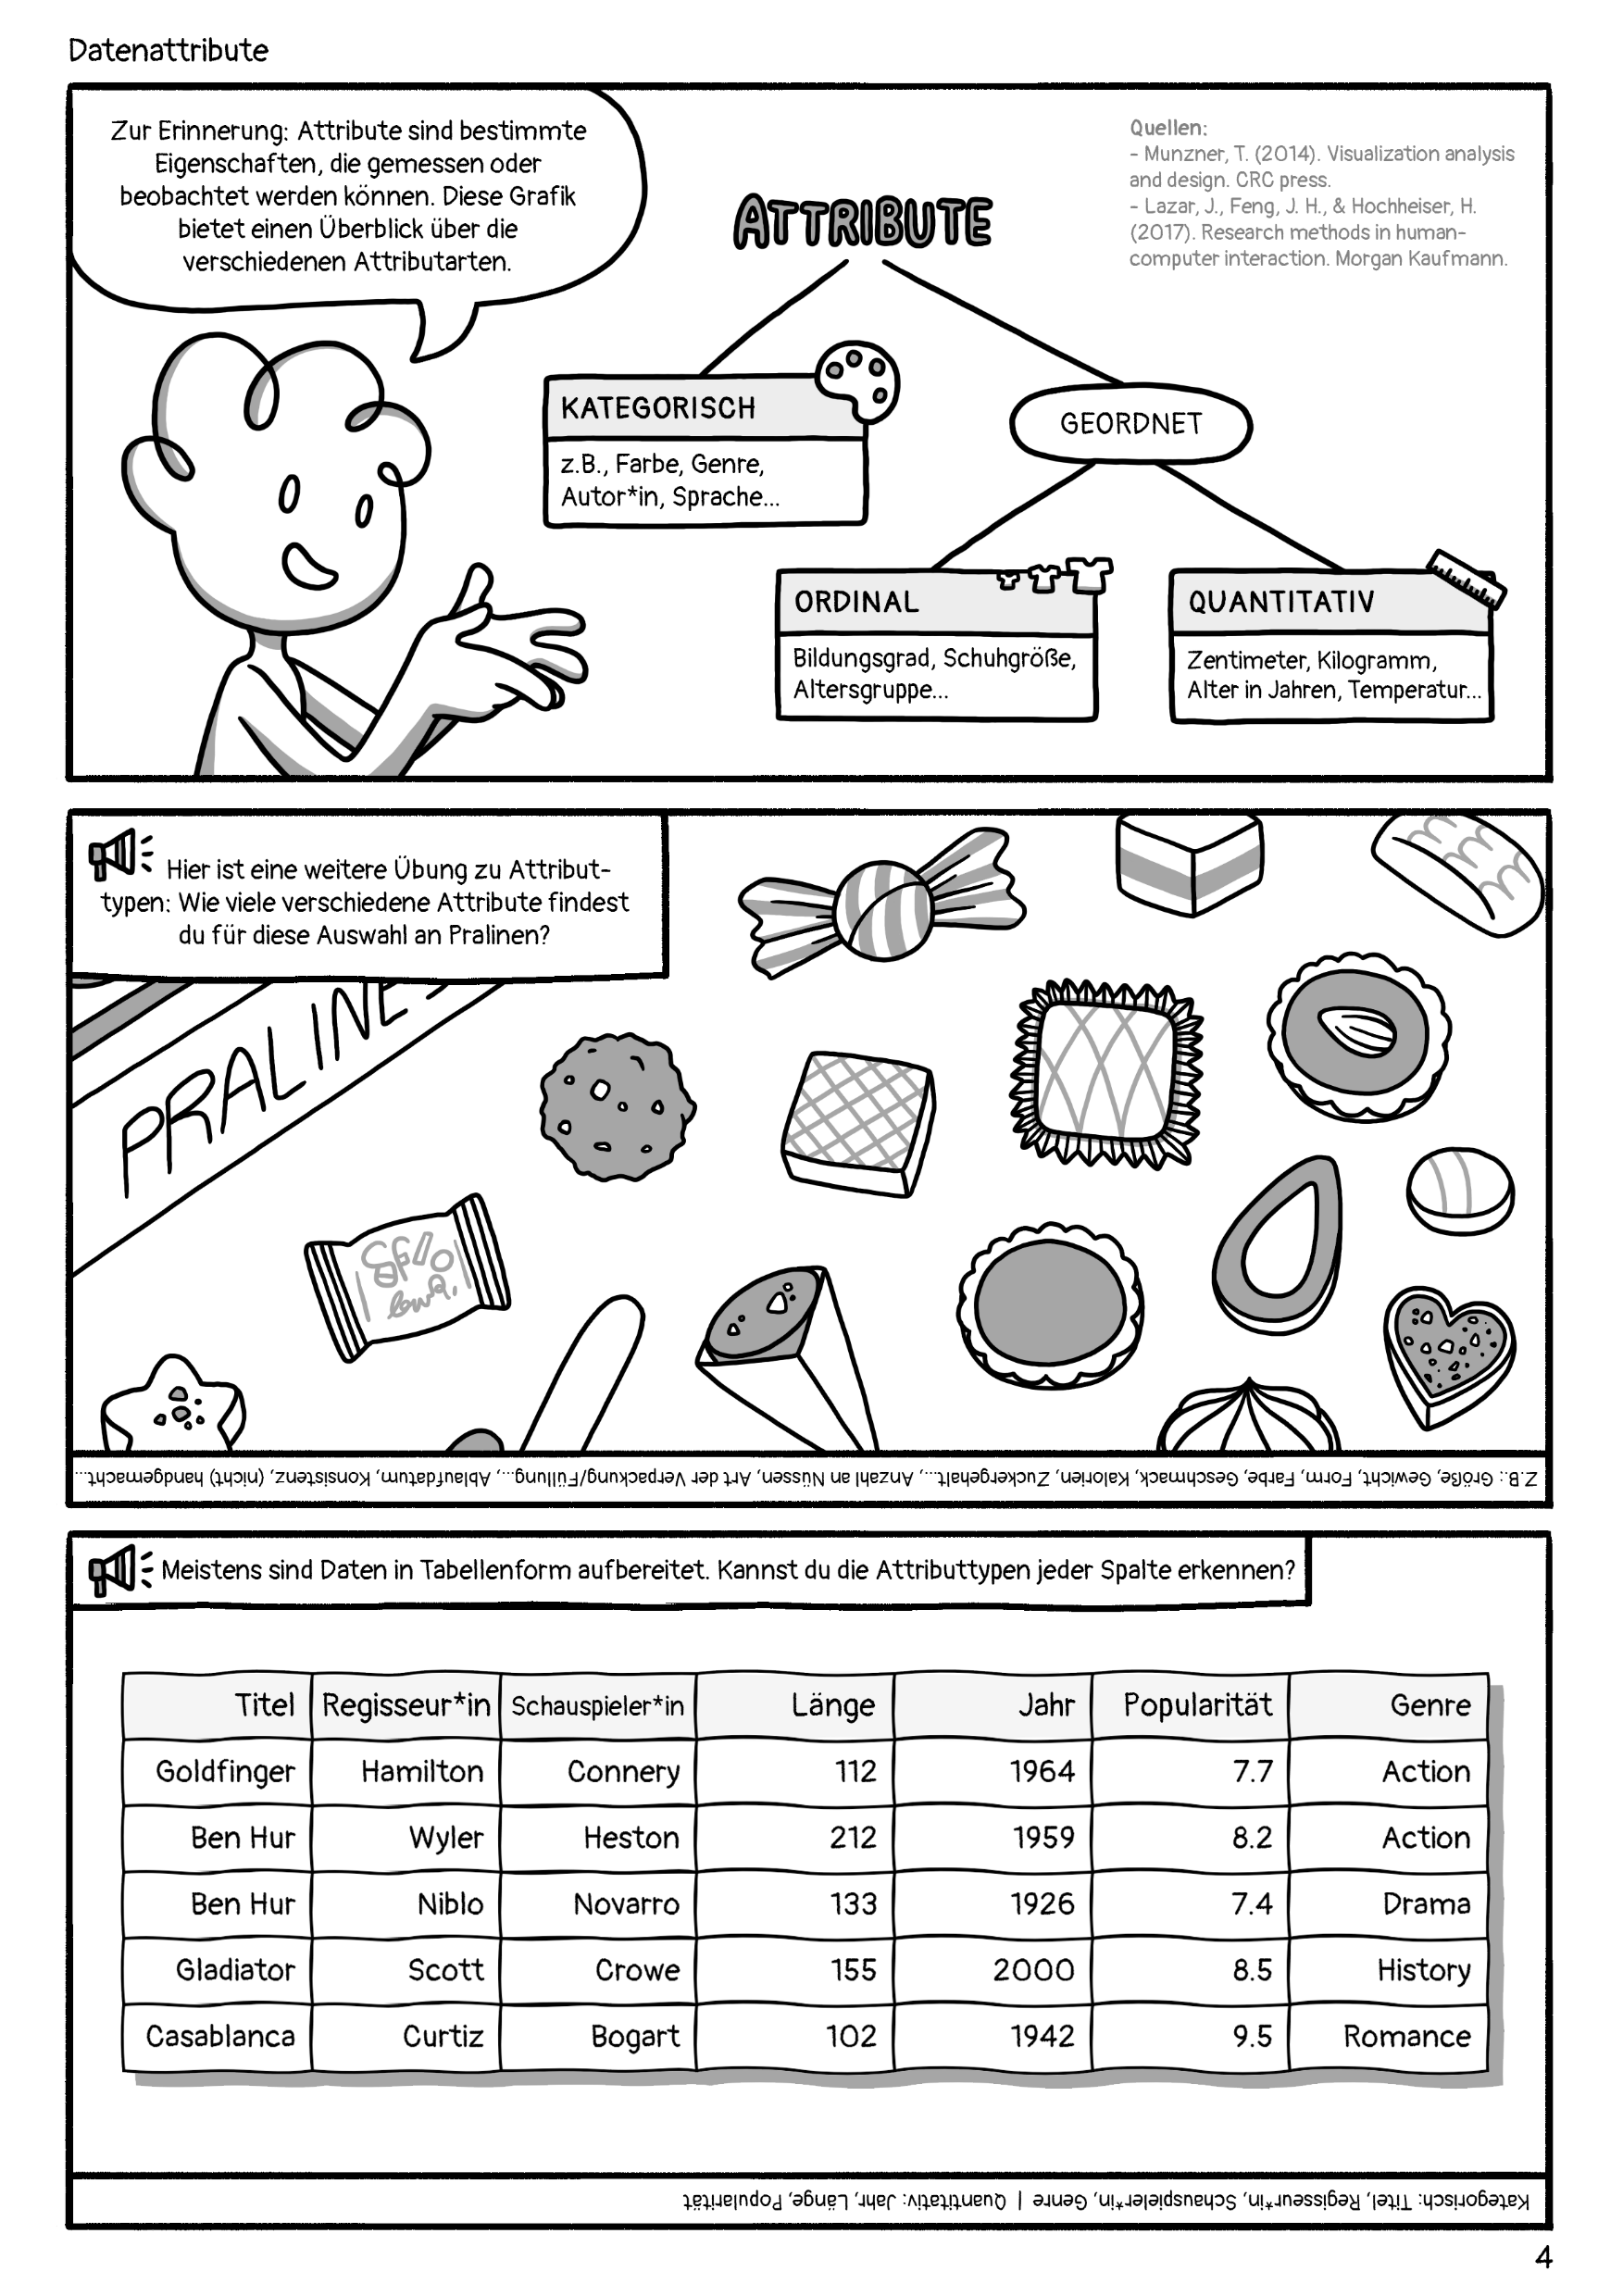 Datenattribute
Zur Erinnerung: Attribute sind bestimmte
Eigenschaften, die gemessen oder
beobachtet werden können. Diese Grafik
bietet einen Überblick über die
verschiedenen Attributarten.
Quellen:
- Munzner, T. (2014). Visualization analysis
and design. CRC press.
- Lazar, J., Feng, J. H., & Hochheiser, H.
(2017). Research methods in human-
computer interaction. Morgan Kaufmann.
ATTRIBUTE
KATEGORISCH
z.B., Farbe, Genre,
Autor*in, Sprache...
GEORDNET
ORDINAL
Bildungsgrad, Schuhgröße,
Altersgruppe...
QUANTITATIV
Zentimeter, Kilogramm,
Alter in Jahren, Temperatur...
Hier ist eine weitere Übung zu Attribut-
typen: Wie viele verschiedene Attribute findest
du für diese Auswahl an Pralinen?
PRALINE
Z.B.: Größe, Gewicht, Form, Farbe, Geschmack, Kalorien, Zuckergehalt..., Anzahl an Nüssen, Art der Verpackung/Füllung..., Ablaufdatum, Konsistenz, (nicht) handgemacht...
Meistens sind Daten in Tabellenform aufbereitet. Kannst du die Attributtypen jeder Spalte erkennen?
Titel Regisseur*in Schauspieler*in Länge Jahr Popularität Genre
Goldfinger Hamilton Connery 112 1964 7.7 Action
Ben Hur Wyler Heston 212 1959 8.2 Action
Ben Hur Niblo Novarro 133 1926 7.4 Drama
Gladiator Scott Crowe 155 2000 8.5 History
Casablanca Curtiz Bogart 102 1942 9.5 Romance
Kategorisch: Titel, Regisseur*in, Schauspieler*in, Genre | Quantitativ: Jahr, Länge, Popularität
4